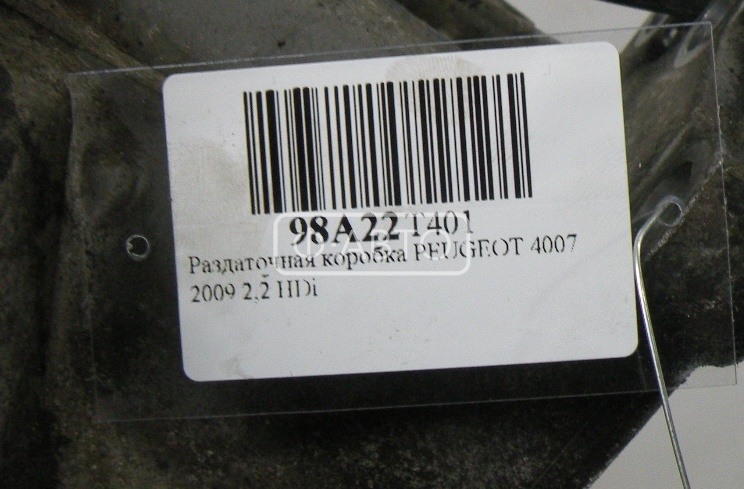 98A22T401
Раздаточная коробка PEUGEOT 4007
2009 2,2 HDi